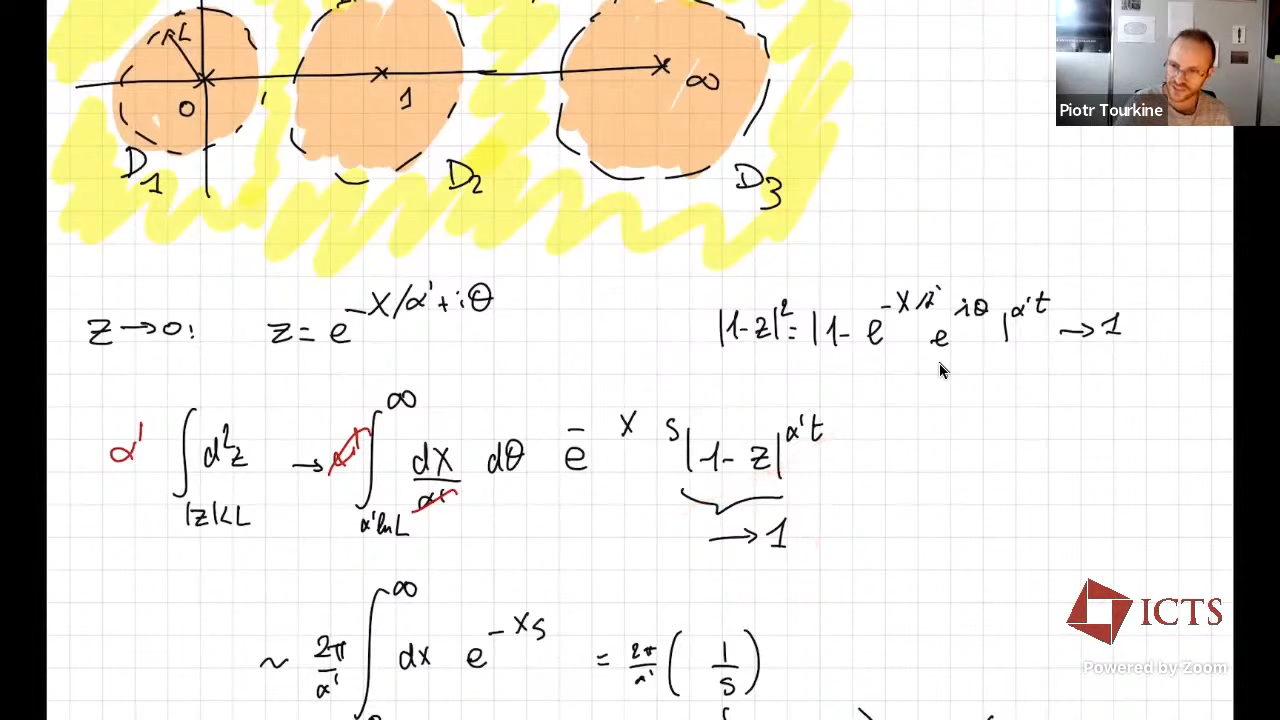 L
0
1
∞
D₁
D₂
D₃
Piotr Tourkine
z → 0: z = e^{-X/α' + iθ} |1-z|² = |1 - e^{-X/α'} e^{iθ}|^{α't} → 1
α' ∫_{|z|<L} d²z → α' ∫_{α' ln L}^{∞} dX/α' dθ e^{- X s} |1-z|^{α't}
→ 1
~ 2π/α' ∫^{∞} dx e^{-Xs} = 2π/α' ( 1/s )
ICTS
Powered by Zoom